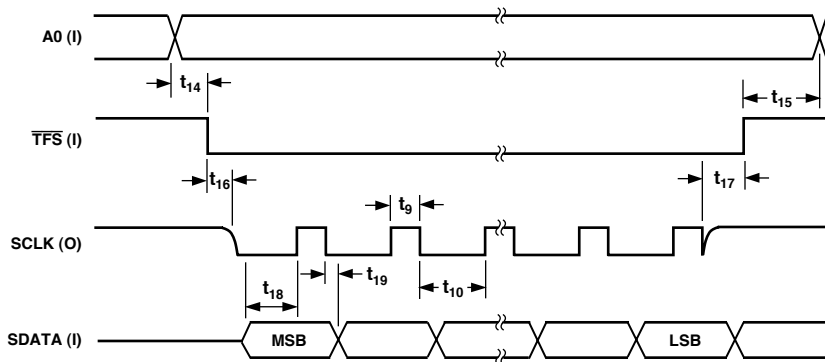 A0 (I)
t14
t15
TFS (I)
t16
t9
t17
SCLK (O)
t18
t19
t10
SDATA (I)
MSB
LSB